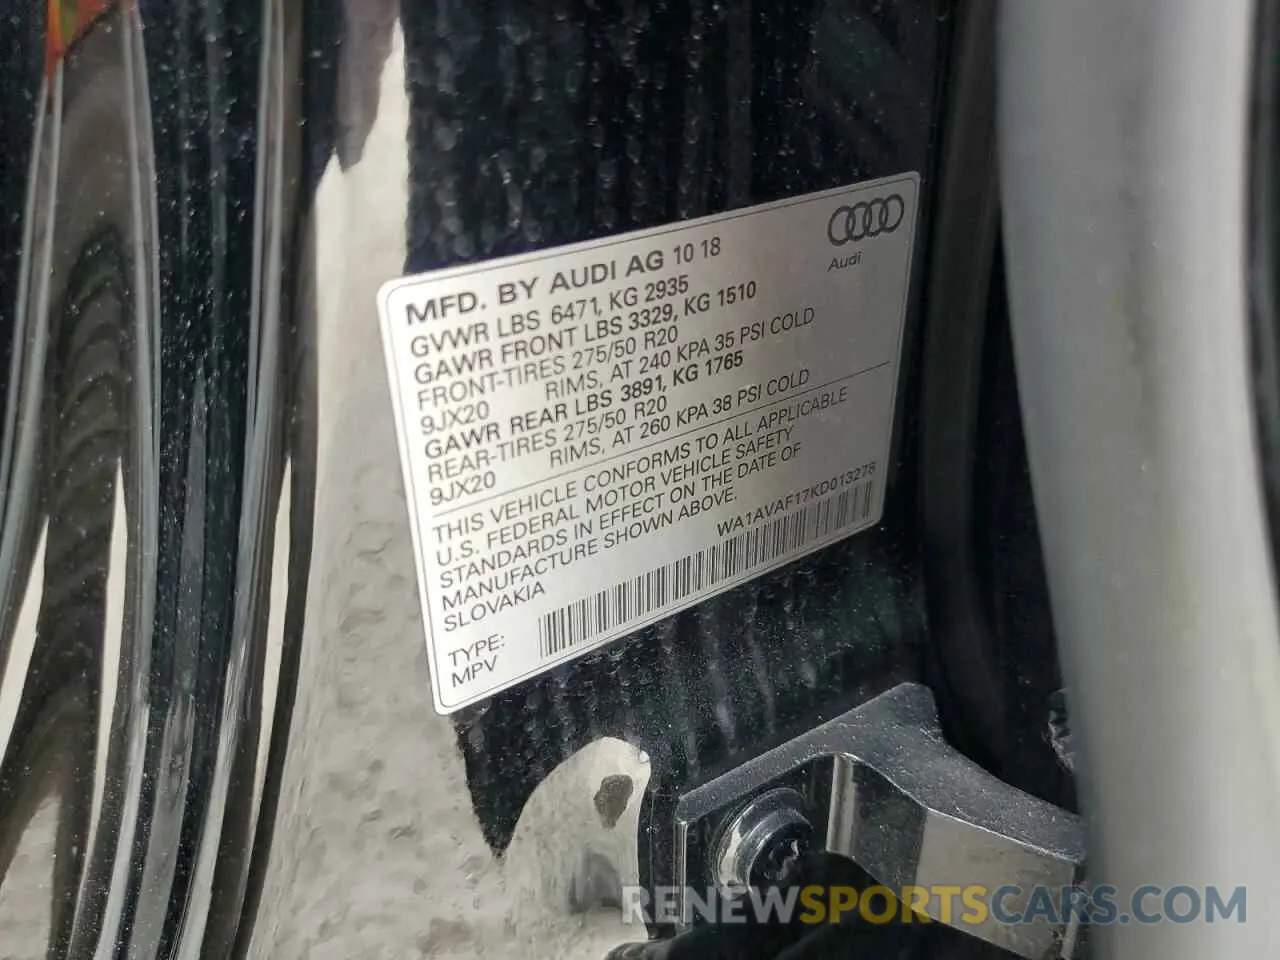 MFD. BY AUDI AG 10 18
Audi
GVWR LBS 6471, KG 2935
GAWR FRONT LBS 3329, KG 1510
FRONT-TIRES 275/50 R20
9JX20 RIMS, AT 240 KPA 35 PSI COLD
GAWR REAR LBS 3891, KG 1765
REAR-TIRES 275/50 R20
9JX20 RIMS, AT 260 KPA 38 PSI COLD
THIS VEHICLE CONFORMS TO ALL APPLICABLE
U.S. FEDERAL MOTOR VEHICLE SAFETY
STANDARDS IN EFFECT ON THE DATE OF
MANUFACTURE SHOWN ABOVE.
SLOVAKIA
WA1AVAF17KD013278
TYPE:
MPV
RENEWSPORTSCARS.COM